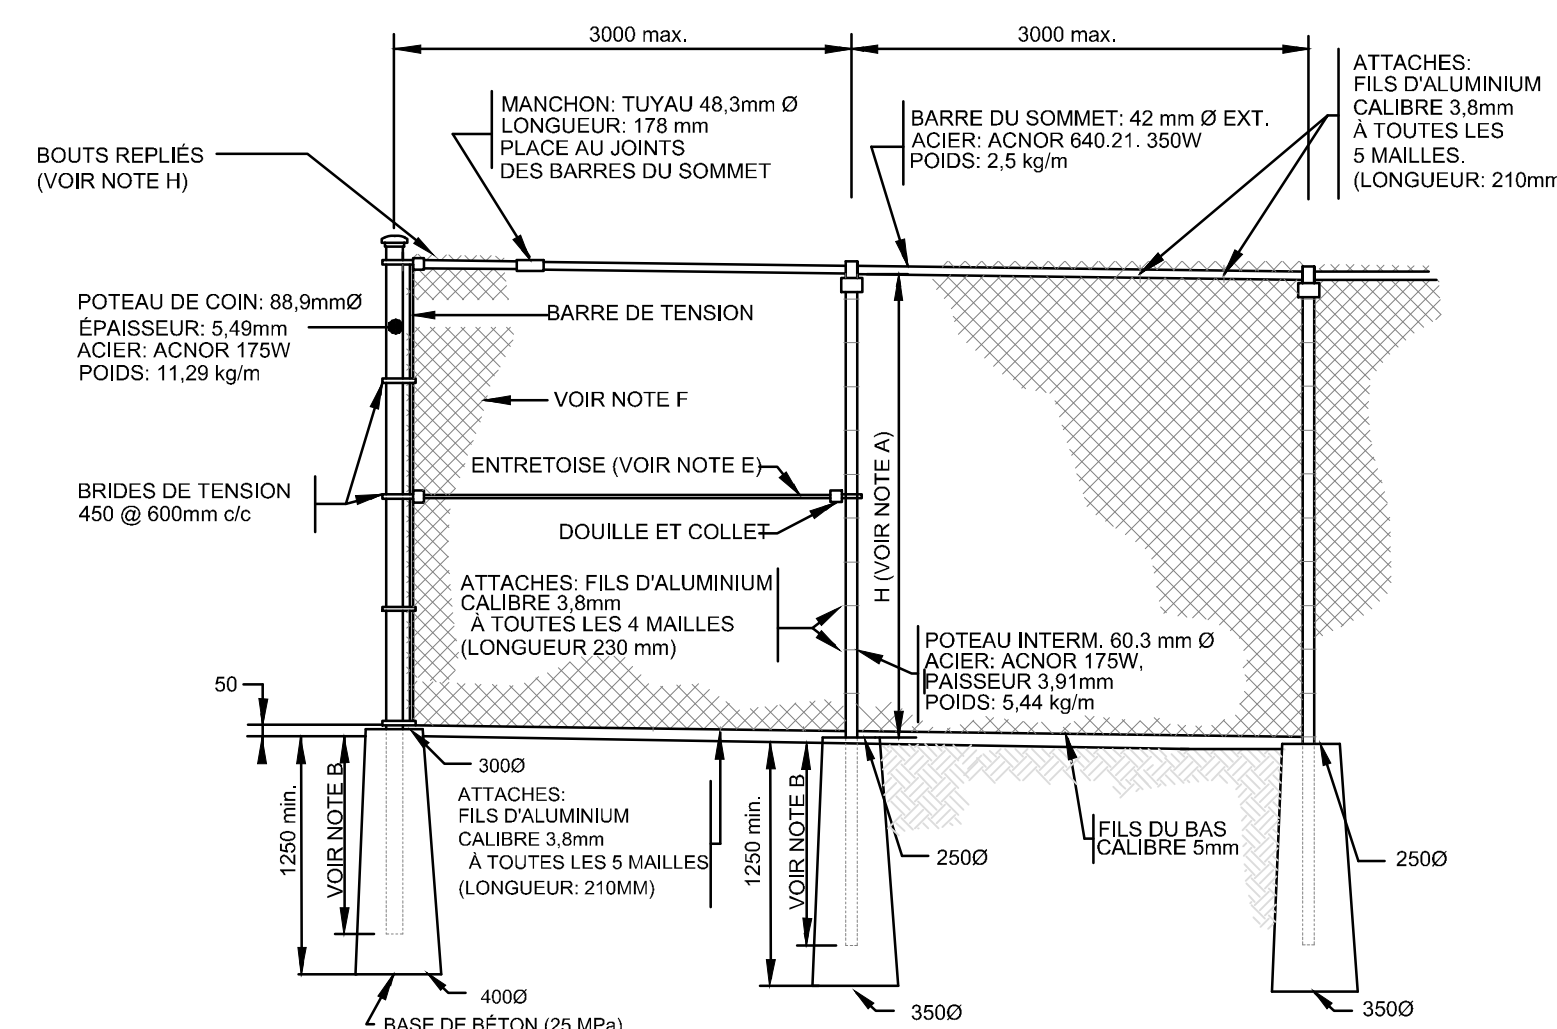 3000 max.
3000 max.
MANCHON: TUYAU 48,3mm Ø
LONGUEUR: 178 mm
PLACE AU JOINTS
DES BARRES DU SOMMET
BARRE DU SOMMET: 42 mm Ø EXT.
ACIER: ACNOR 640.21. 350W
POIDS: 2,5 kg/m
ATTACHES:
FILS D'ALUMINIUM
CALIBRE 3,8mm
À TOUTES LES
5 MAILLES.
(LONGUEUR: 210mm
BOUTS REPLIÉS
(VOIR NOTE H)
POTEAU DE COIN: 88,9mmØ
ÉPAISSEUR: 5,49mm
ACIER: ACNOR 175W
POIDS: 11,29 kg/m
BARRE DE TENSION
VOIR NOTE F
ENTRETOISE (VOIR NOTE E)
BRIDES DE TENSION
450 @ 600mm c/c
DOUILLE ET COLLET
H (VOIR NOTE A)
ATTACHES: FILS D'ALUMINIUM
CALIBRE 3,8mm
À TOUTES LES 4 MAILLES
(LONGUEUR 230 mm)
POTEAU INTERM. 60.3 mm Ø
ACIER: ACNOR 175W,
PAISSEUR 3,91mm
POIDS: 5,44 kg/m
50
300Ø
1250 min.
VOIR NOTE B
ATTACHES:
FILS D'ALUMINIUM
CALIBRE 3,8mm
À TOUTES LES 5 MAILLES
(LONGUEUR: 210MM)
1250 min.
VOIR NOTE B
250Ø
FILS DU BAS
CALIBRE 5mm
250Ø
400Ø
350Ø
350Ø
BASE DE BÉTON (25 MPa)